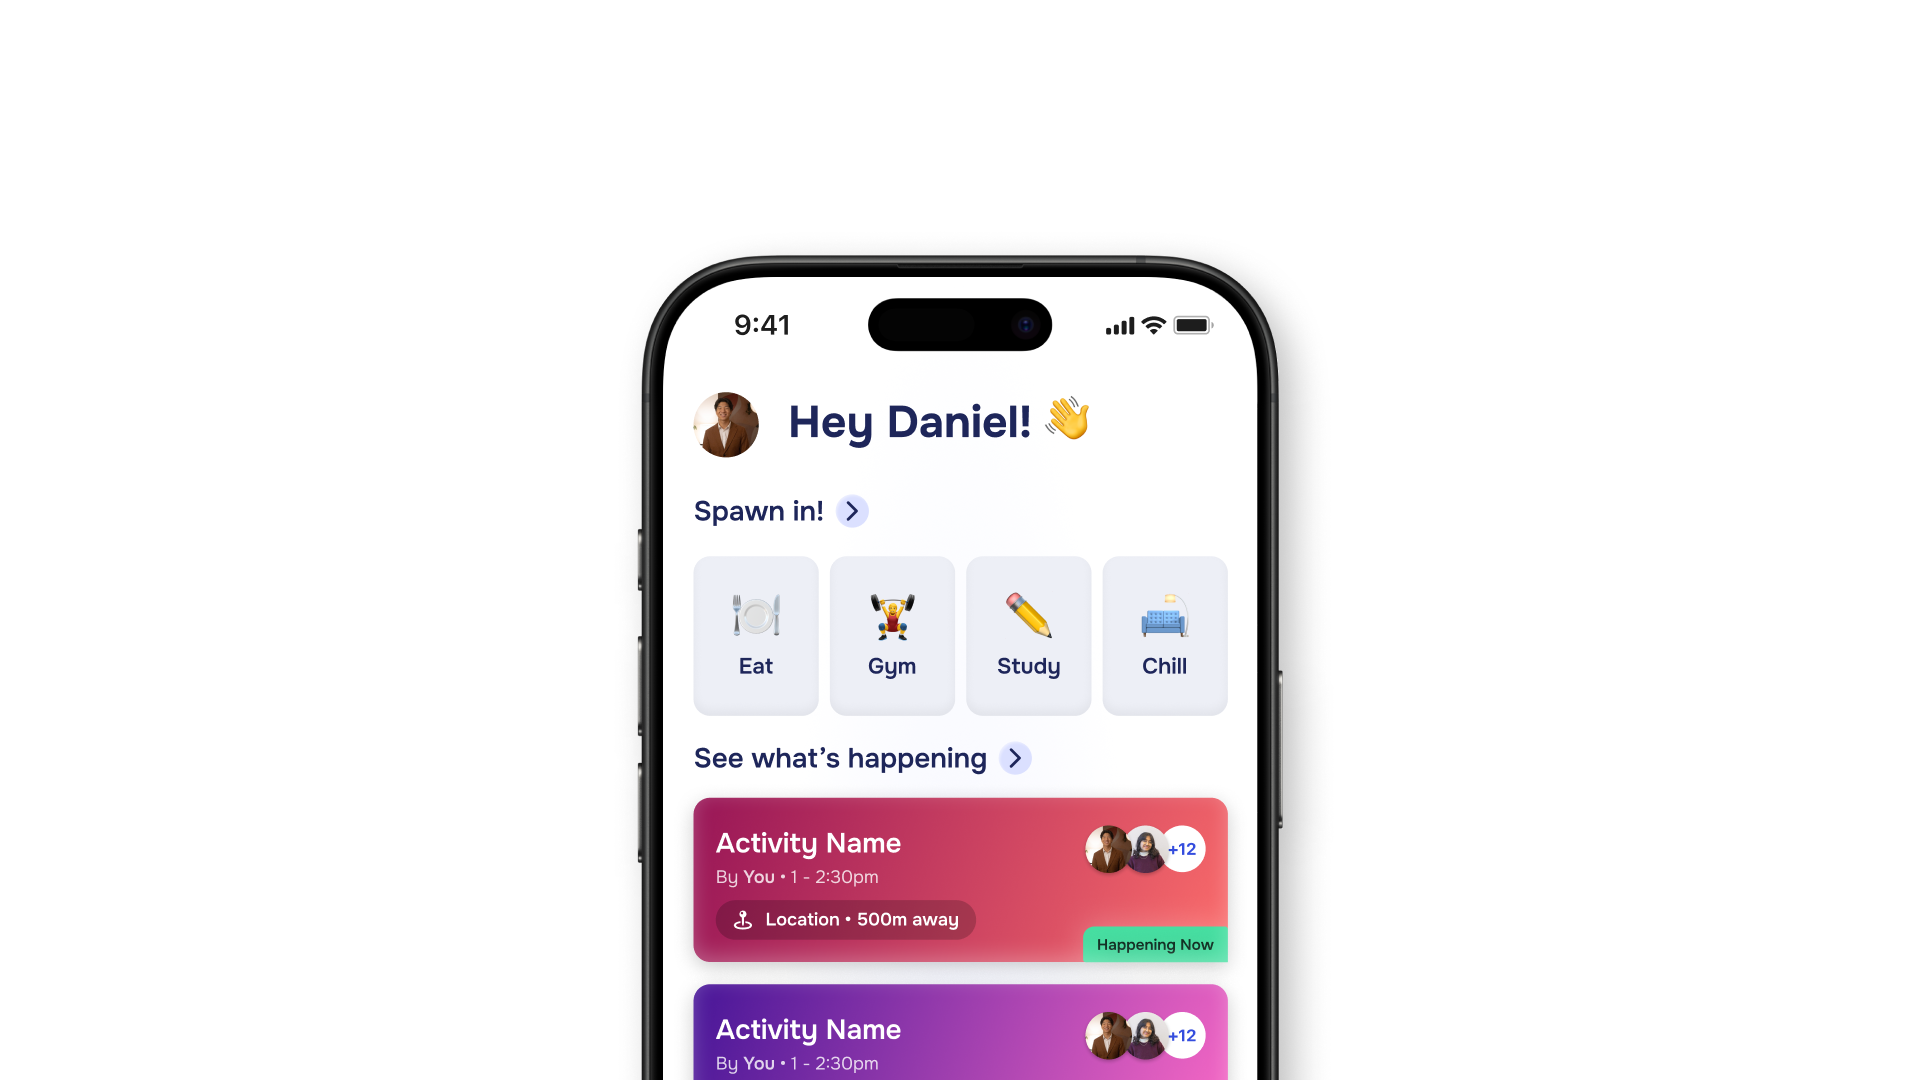 9:41
Hey Daniel! 👋
Spawn in!
Eat
Gym
Study
Chill
See what’s happening
Activity Name
+12
By You • 1 - 2:30pm
Location • 500m away
Happening Now
Activity Name
+12
By You • 1 - 2:30pm